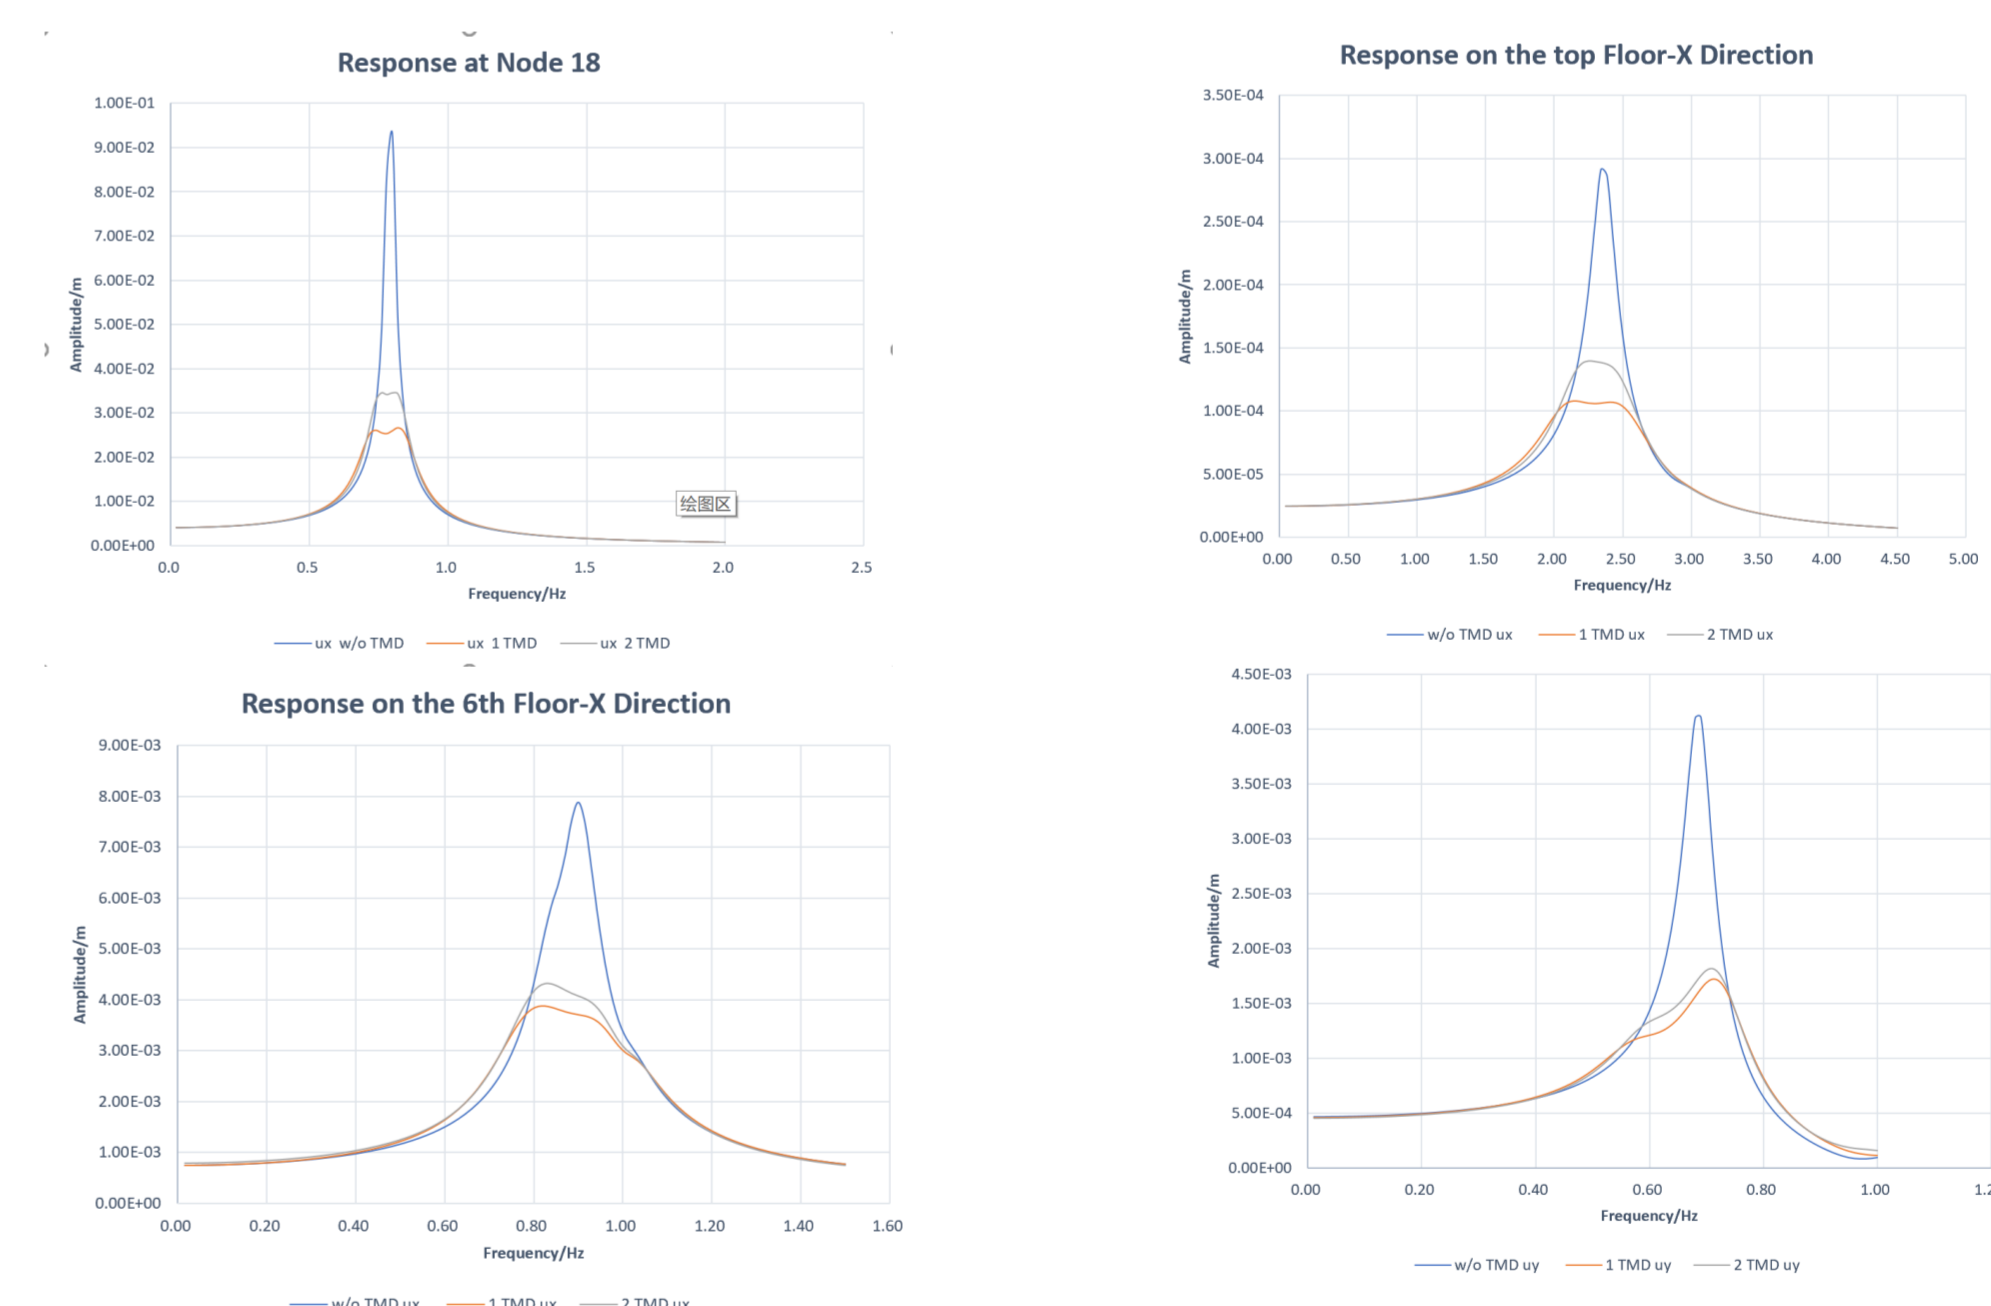 Response at Node 18
1.00E-01
9.00E-02
8.00E-02
7.00E-02
6.00E-02
5.00E-02
4.00E-02
3.00E-02
2.00E-02
1.00E-02
0.00E+00
Amplitude/m
绘图区
0.0 0.5 1.0 1.5 2.0 2.5
Frequency/Hz
ux w/o TMD ux 1 TMD ux 2 TMD
Response on the top Floor-X Direction
3.50E-04
3.00E-04
2.50E-04
2.00E-04
1.50E-04
1.00E-04
5.00E-05
0.00E+00
Amplitude/m
0.00 0.50 1.00 1.50 2.00 2.50 3.00 3.50 4.00 4.50 5.00
Frequency/Hz
w/o TMD ux 1 TMD ux 2 TMD ux
Response on the 6th Floor-X Direction
9.00E-03
8.00E-03
7.00E-03
6.00E-03
5.00E-03
4.00E-03
3.00E-03
2.00E-03
1.00E-03
0.00E+00
Amplitude/m
0.00 0.20 0.40 0.60 0.80 1.00 1.20 1.40 1.60
Frequency/Hz
w/o TMD ux 1 TMD ux 2 TMD ux
4.50E-03
4.00E-03
3.50E-03
3.00E-03
2.50E-03
2.00E-03
1.50E-03
1.00E-03
5.00E-04
0.00E+00
Amplitude/m
0.00 0.20 0.40 0.60 0.80 1.00
Frequency/Hz
w/o TMD uy 1 TMD uy 2 TMD uy